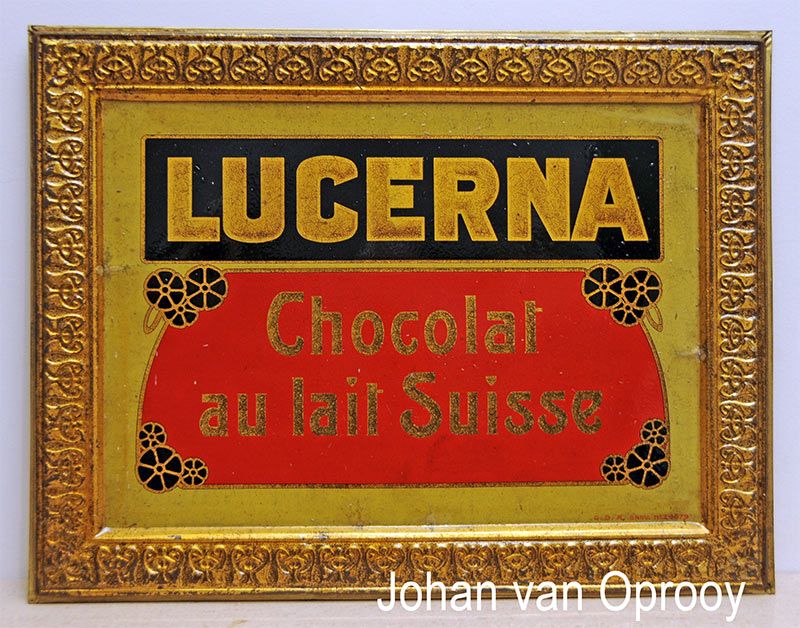 LUCERNA
Chocolat
au lait Suisse
Johan van Oprooy